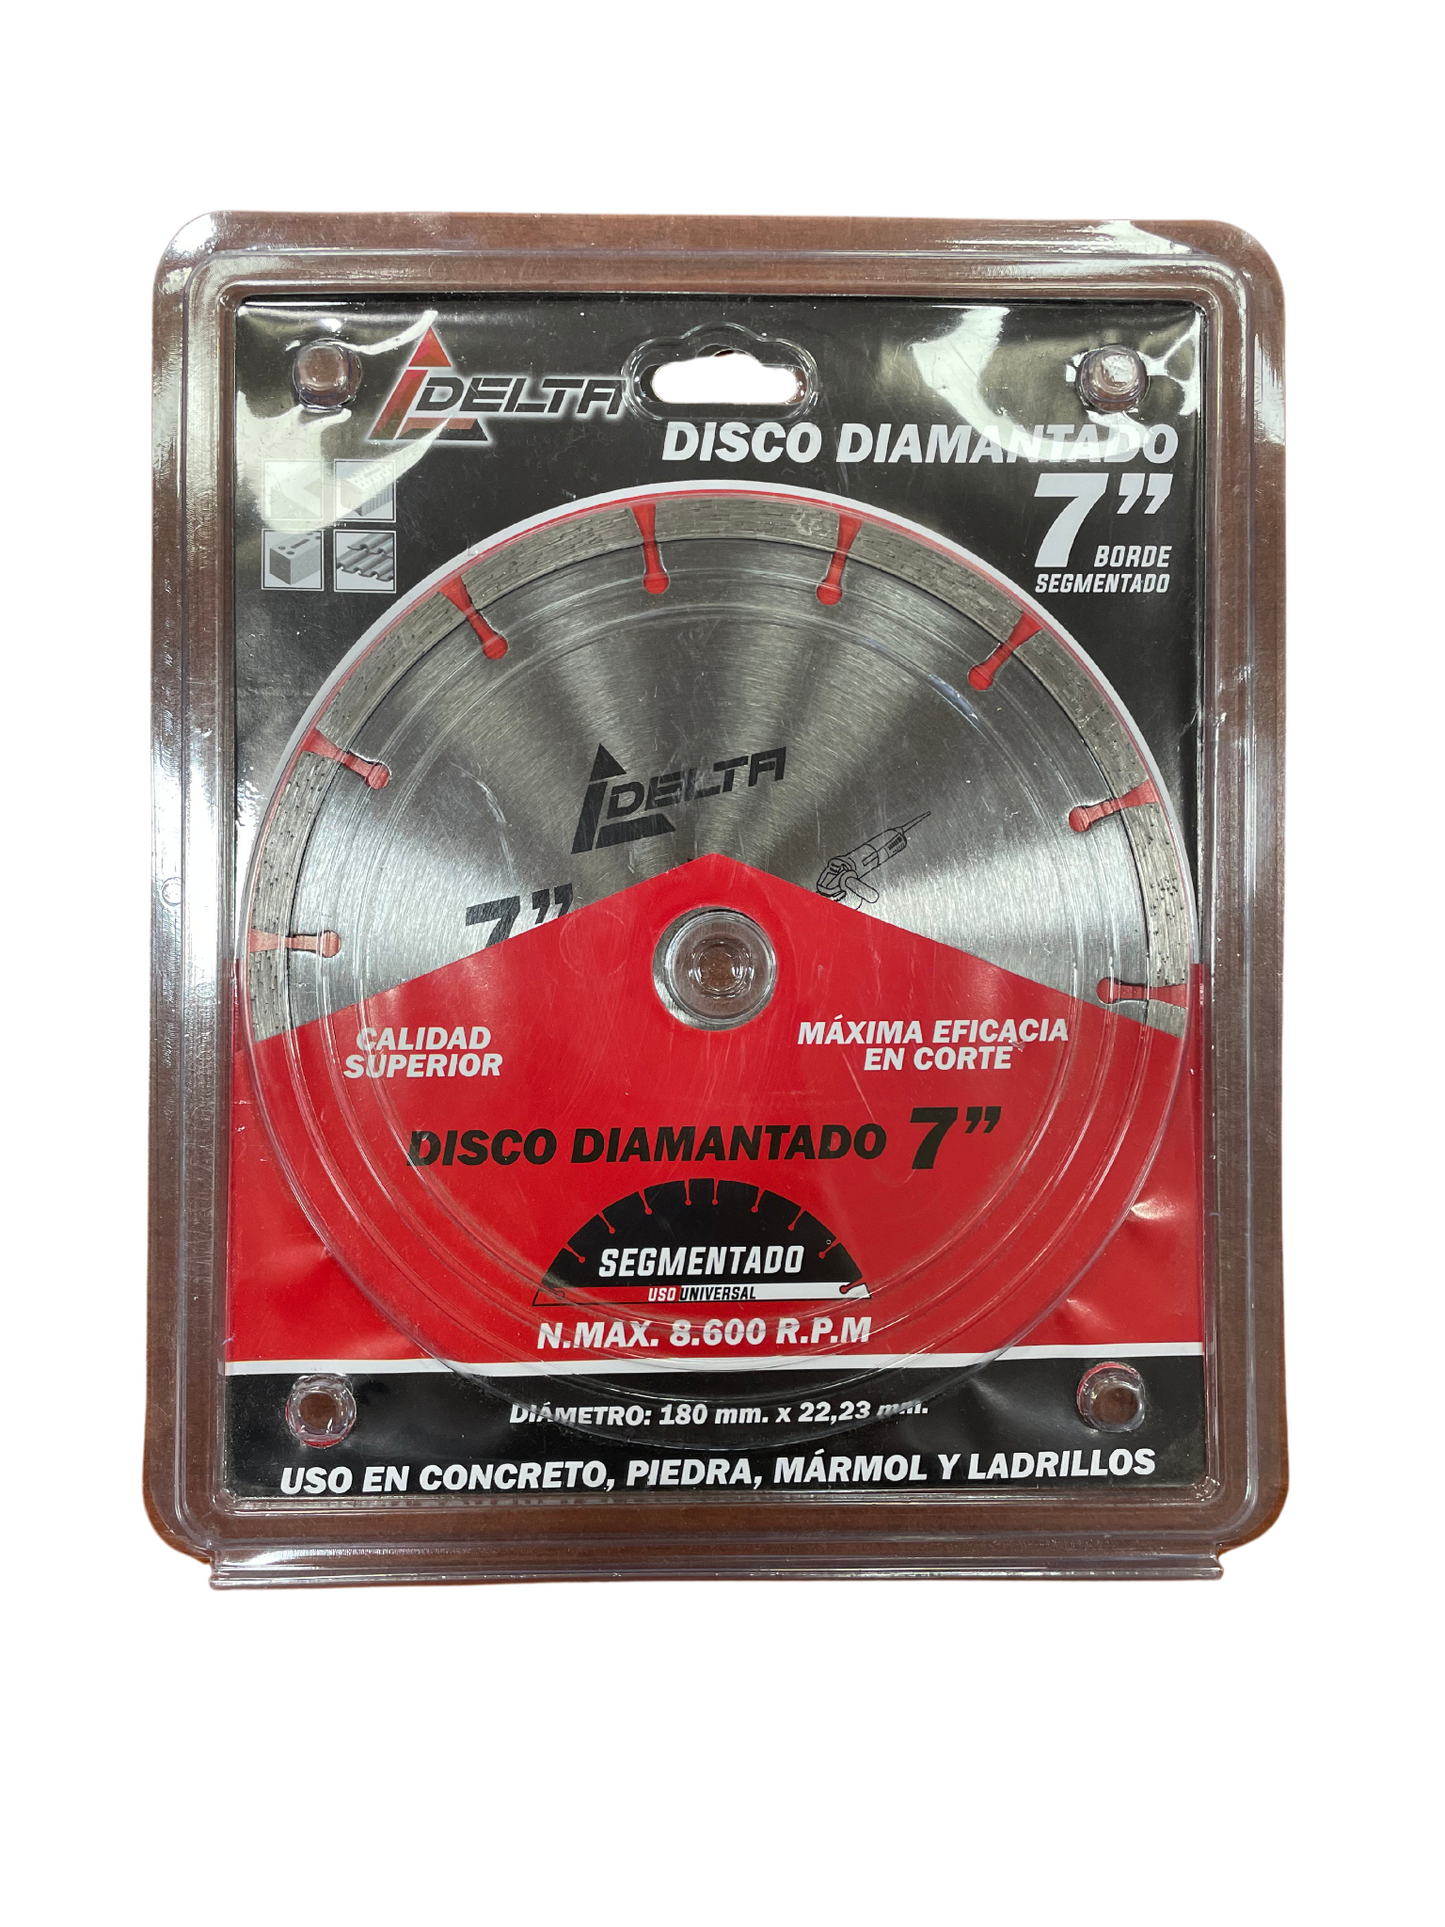 DELTA
DISCO DIAMANTADO
7”
BORDE
SEGMENTADO
DELTA
7”
CALIDAD
SUPERIOR
MÁXIMA EFICACIA
EN CORTE
DISCO DIAMANTADO 7”
SEGMENTADO
USO UNIVERSAL
N.MAX. 8.600 R.P.M
DIÁMETRO: 180 mm. x 22,23 mm.
USO EN CONCRETO, PIEDRA, MÁRMOL Y LADRILLOS